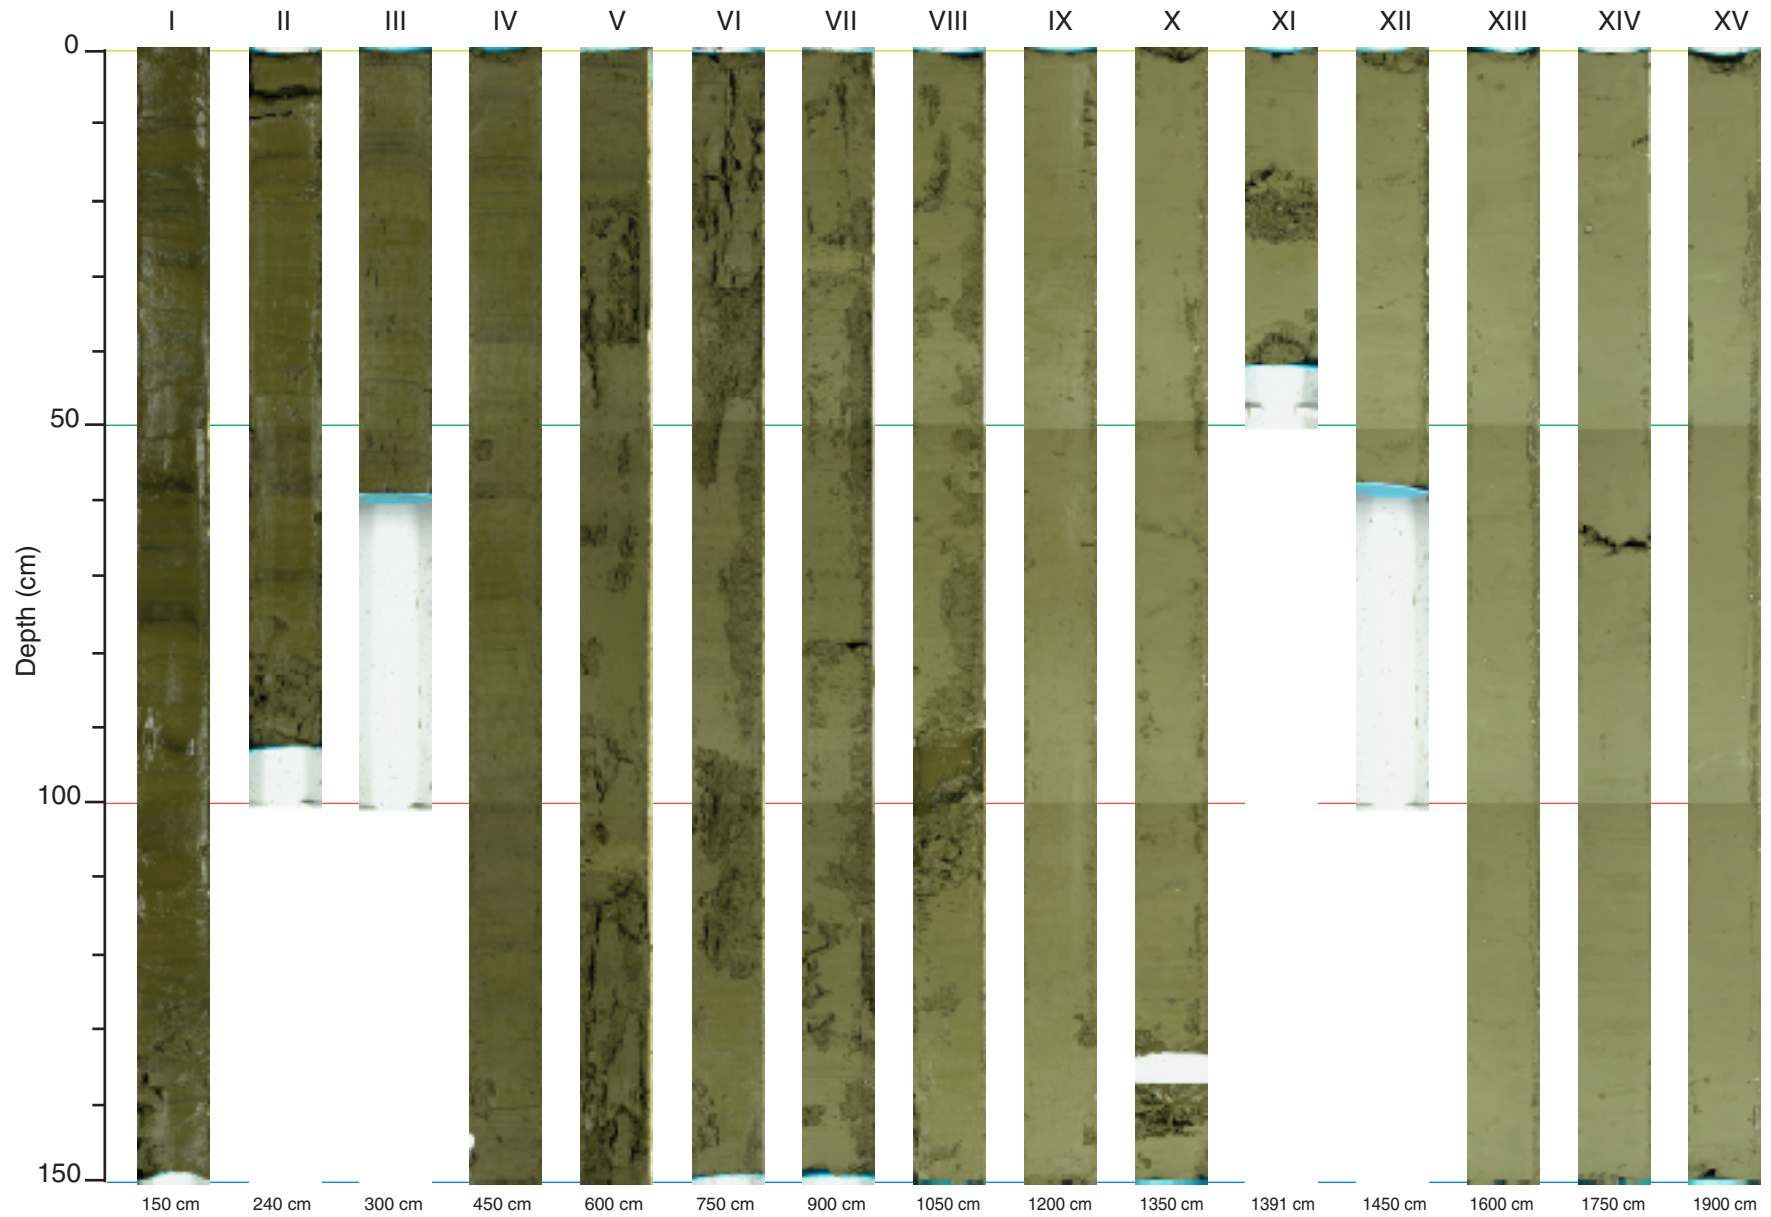 I II III IV V VI VII VIII IX X XI XII XIII XIV XV
0
50
100
150
Depth (cm)
150 cm 240 cm 300 cm 450 cm 600 cm 750 cm 900 cm 1050 cm 1200 cm 1350 cm 1391 cm 1450 cm 1600 cm 1750 cm 1900 cm